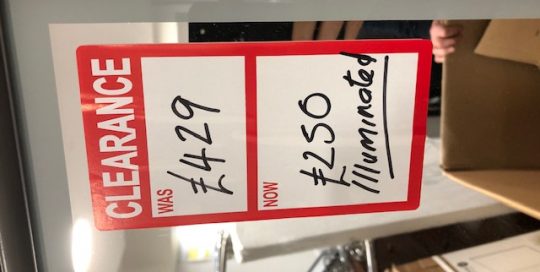 CLEARANCE
WAS
£429
NOW
£250
Illuminated